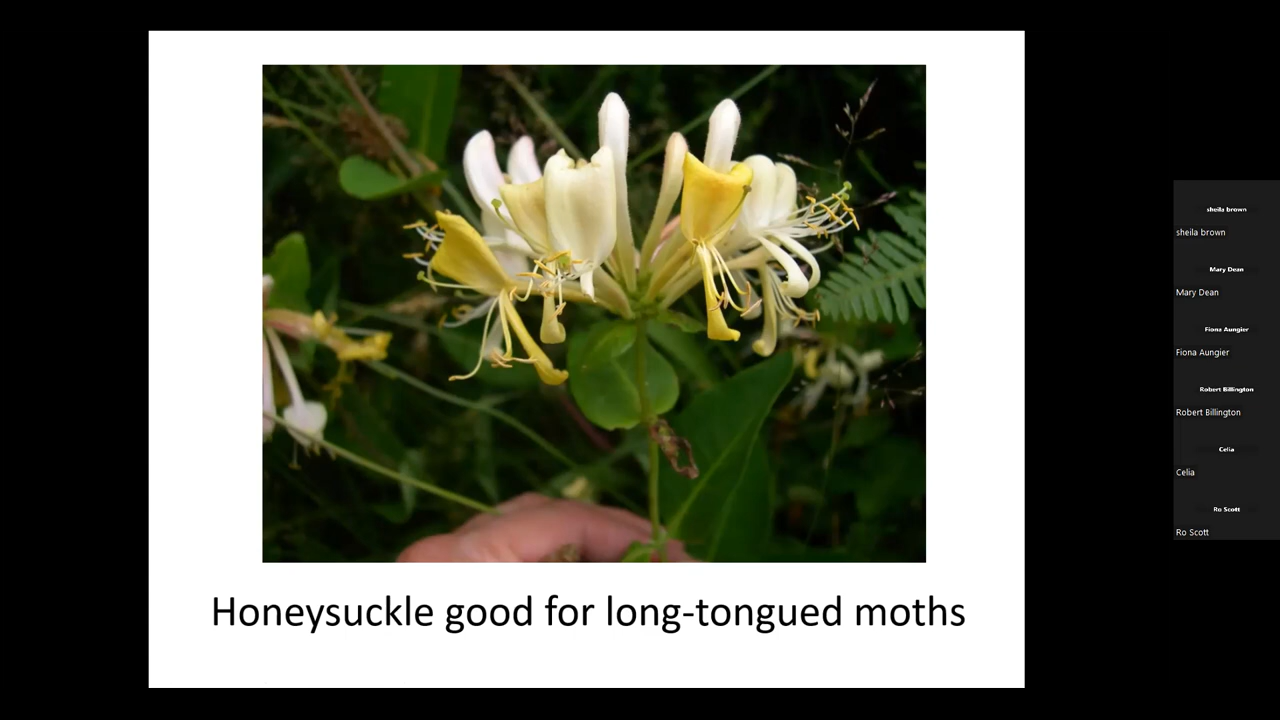 Honeysuckle good for long-tongued moths
sheila brown
sheila brown
Mary Dean
Mary Dean
Fiona Aungier
Fiona Aungier
Robert Billington
Robert Billington
Celia
Celia
Ro Scott
Ro Scott